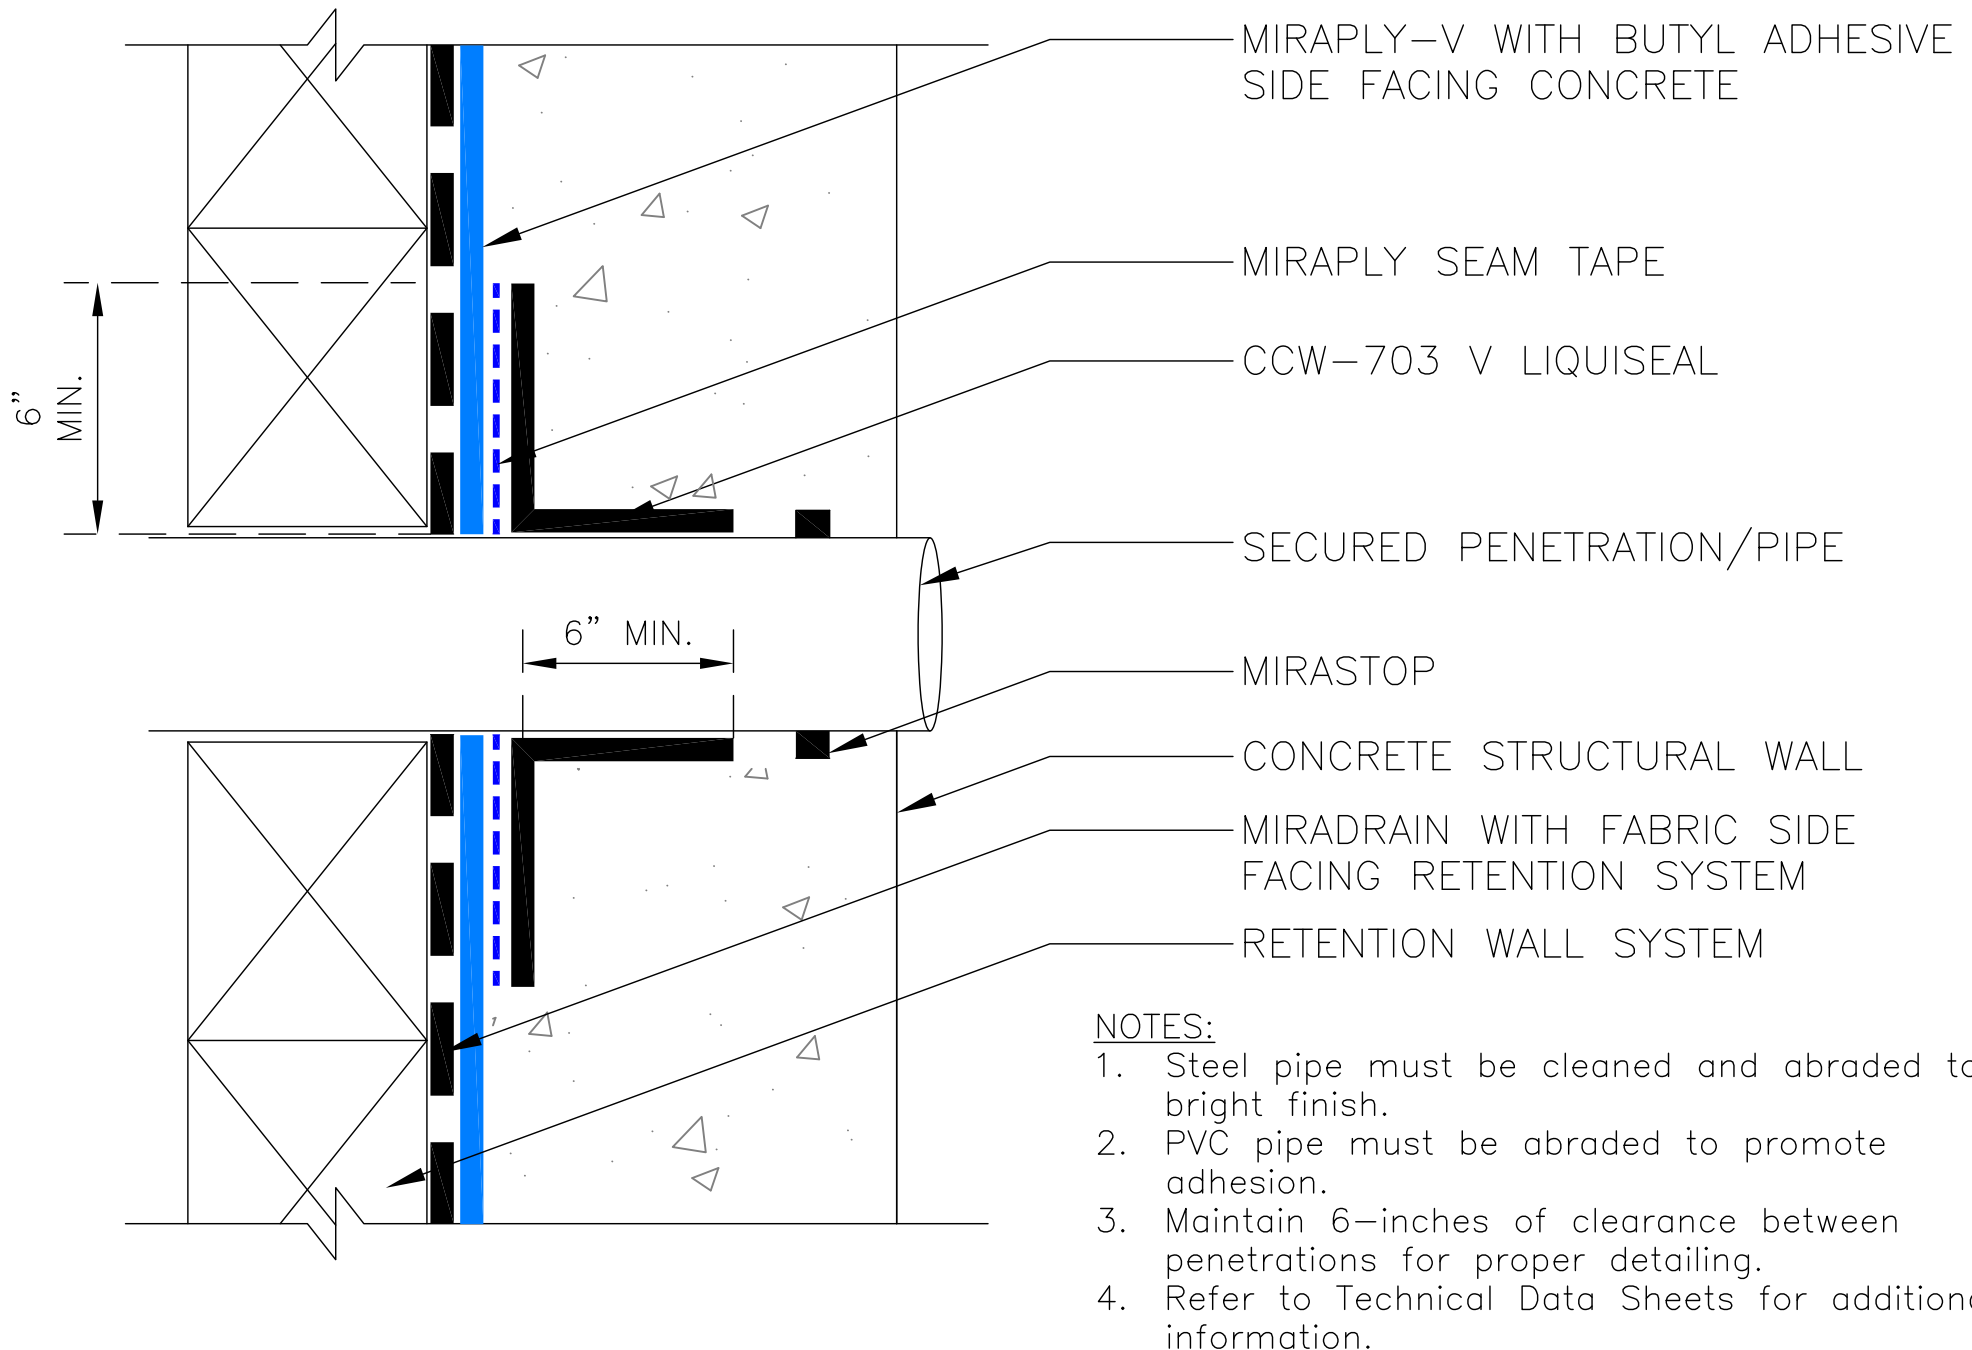 MIRAPLY-V WITH BUTYL ADHESIVE
SIDE FACING CONCRETE
MIRAPLY SEAM TAPE
CCW-703 V LIQUISEAL
6”
MIN.
SECURED PENETRATION/PIPE
6” MIN.
MIRASTOP
CONCRETE STRUCTURAL WALL
MIRADRAIN WITH FABRIC SIDE
FACING RETENTION SYSTEM
RETENTION WALL SYSTEM
NOTES:
1. Steel pipe must be cleaned and abraded to
bright finish.
2. PVC pipe must be abraded to promote
adhesion.
3. Maintain 6-inches of clearance between
penetrations for proper detailing.
4. Refer to Technical Data Sheets for additiona
information.